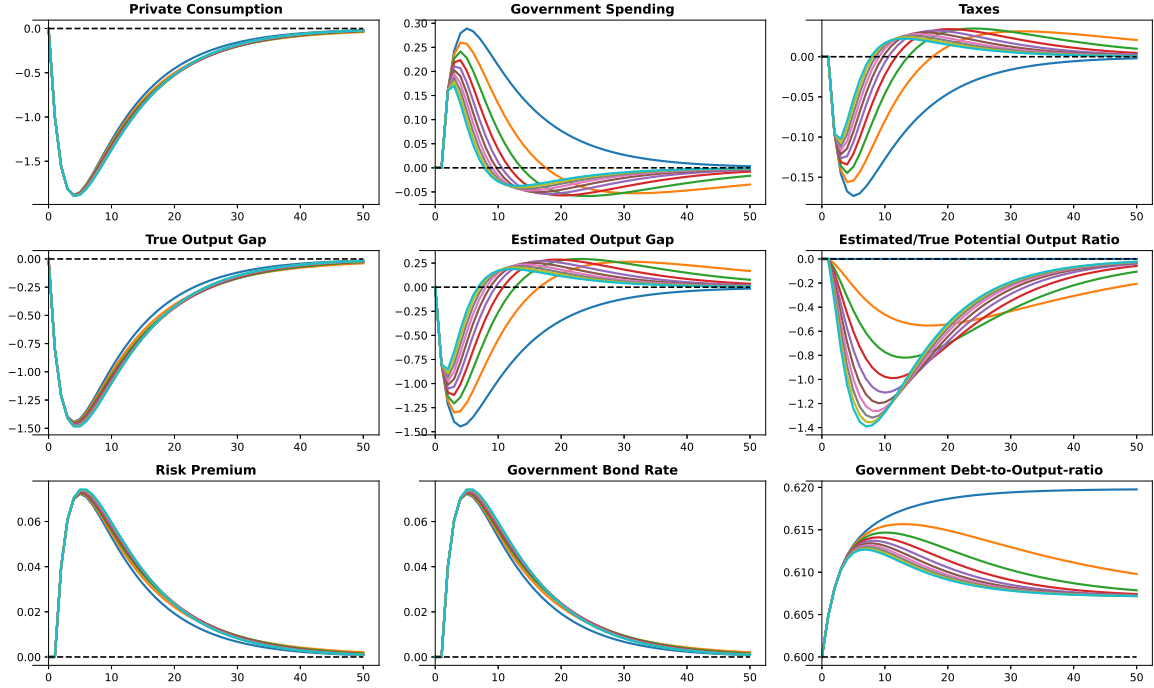 Private Consumption
0.0
−0.5
−1.0
−1.5
0 10 20 30 40 50
Government Spending
0.30
0.25
0.20
0.15
0.10
0.05
0.00
−0.05
0 10 20 30 40 50
Taxes
0.00
−0.05
−0.10
−0.15
0 10 20 30 40 50
True Output Gap
0.00
−0.25
−0.50
−0.75
−1.00
−1.25
−1.50
0 10 20 30 40 50
Estimated Output Gap
0.25
0.00
−0.25
−0.50
−0.75
−1.00
−1.25
−1.50
0 10 20 30 40 50
Estimated/True Potential Output Ratio
0.0
−0.2
−0.4
−0.6
−0.8
−1.0
−1.2
−1.4
0 10 20 30 40 50
Risk Premium
0.06
0.04
0.02
0.00
0 10 20 30 40 50
Government Bond Rate
0.06
0.04
0.02
0.00
0 10 20 30 40 50
Government Debt-to-Output-ratio
0.620
0.615
0.610
0.605
0.600
0 10 20 30 40 50